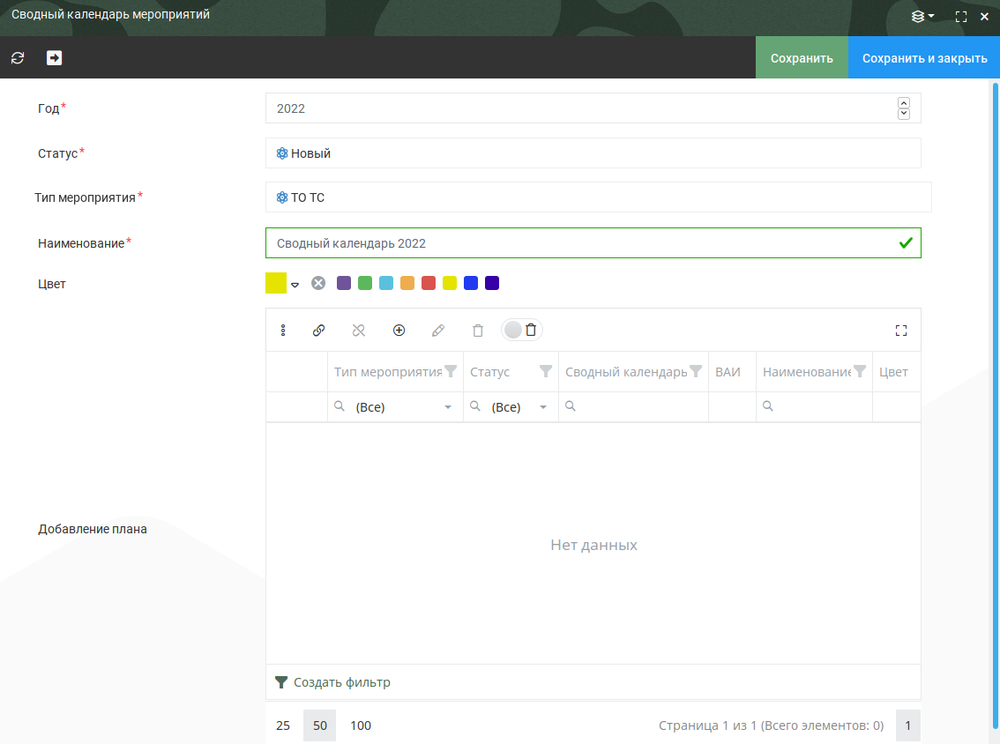 Сводный календарь мероприятий
Сохранить
Сохранить и закрыть
Год*
2022
Статус*
Новый
Тип мероприятия*
ТО ТС
Наименование*
Сводный календарь 2022
Цвет
Тип мероприятия Статус Сводный календарь ВАИ Наименование Цвет
(Все) (Все)
Нет данных
Добавление плана
Создать фильтр
25 50 100 Страница 1 из 1 (Всего элементов: 0) 1